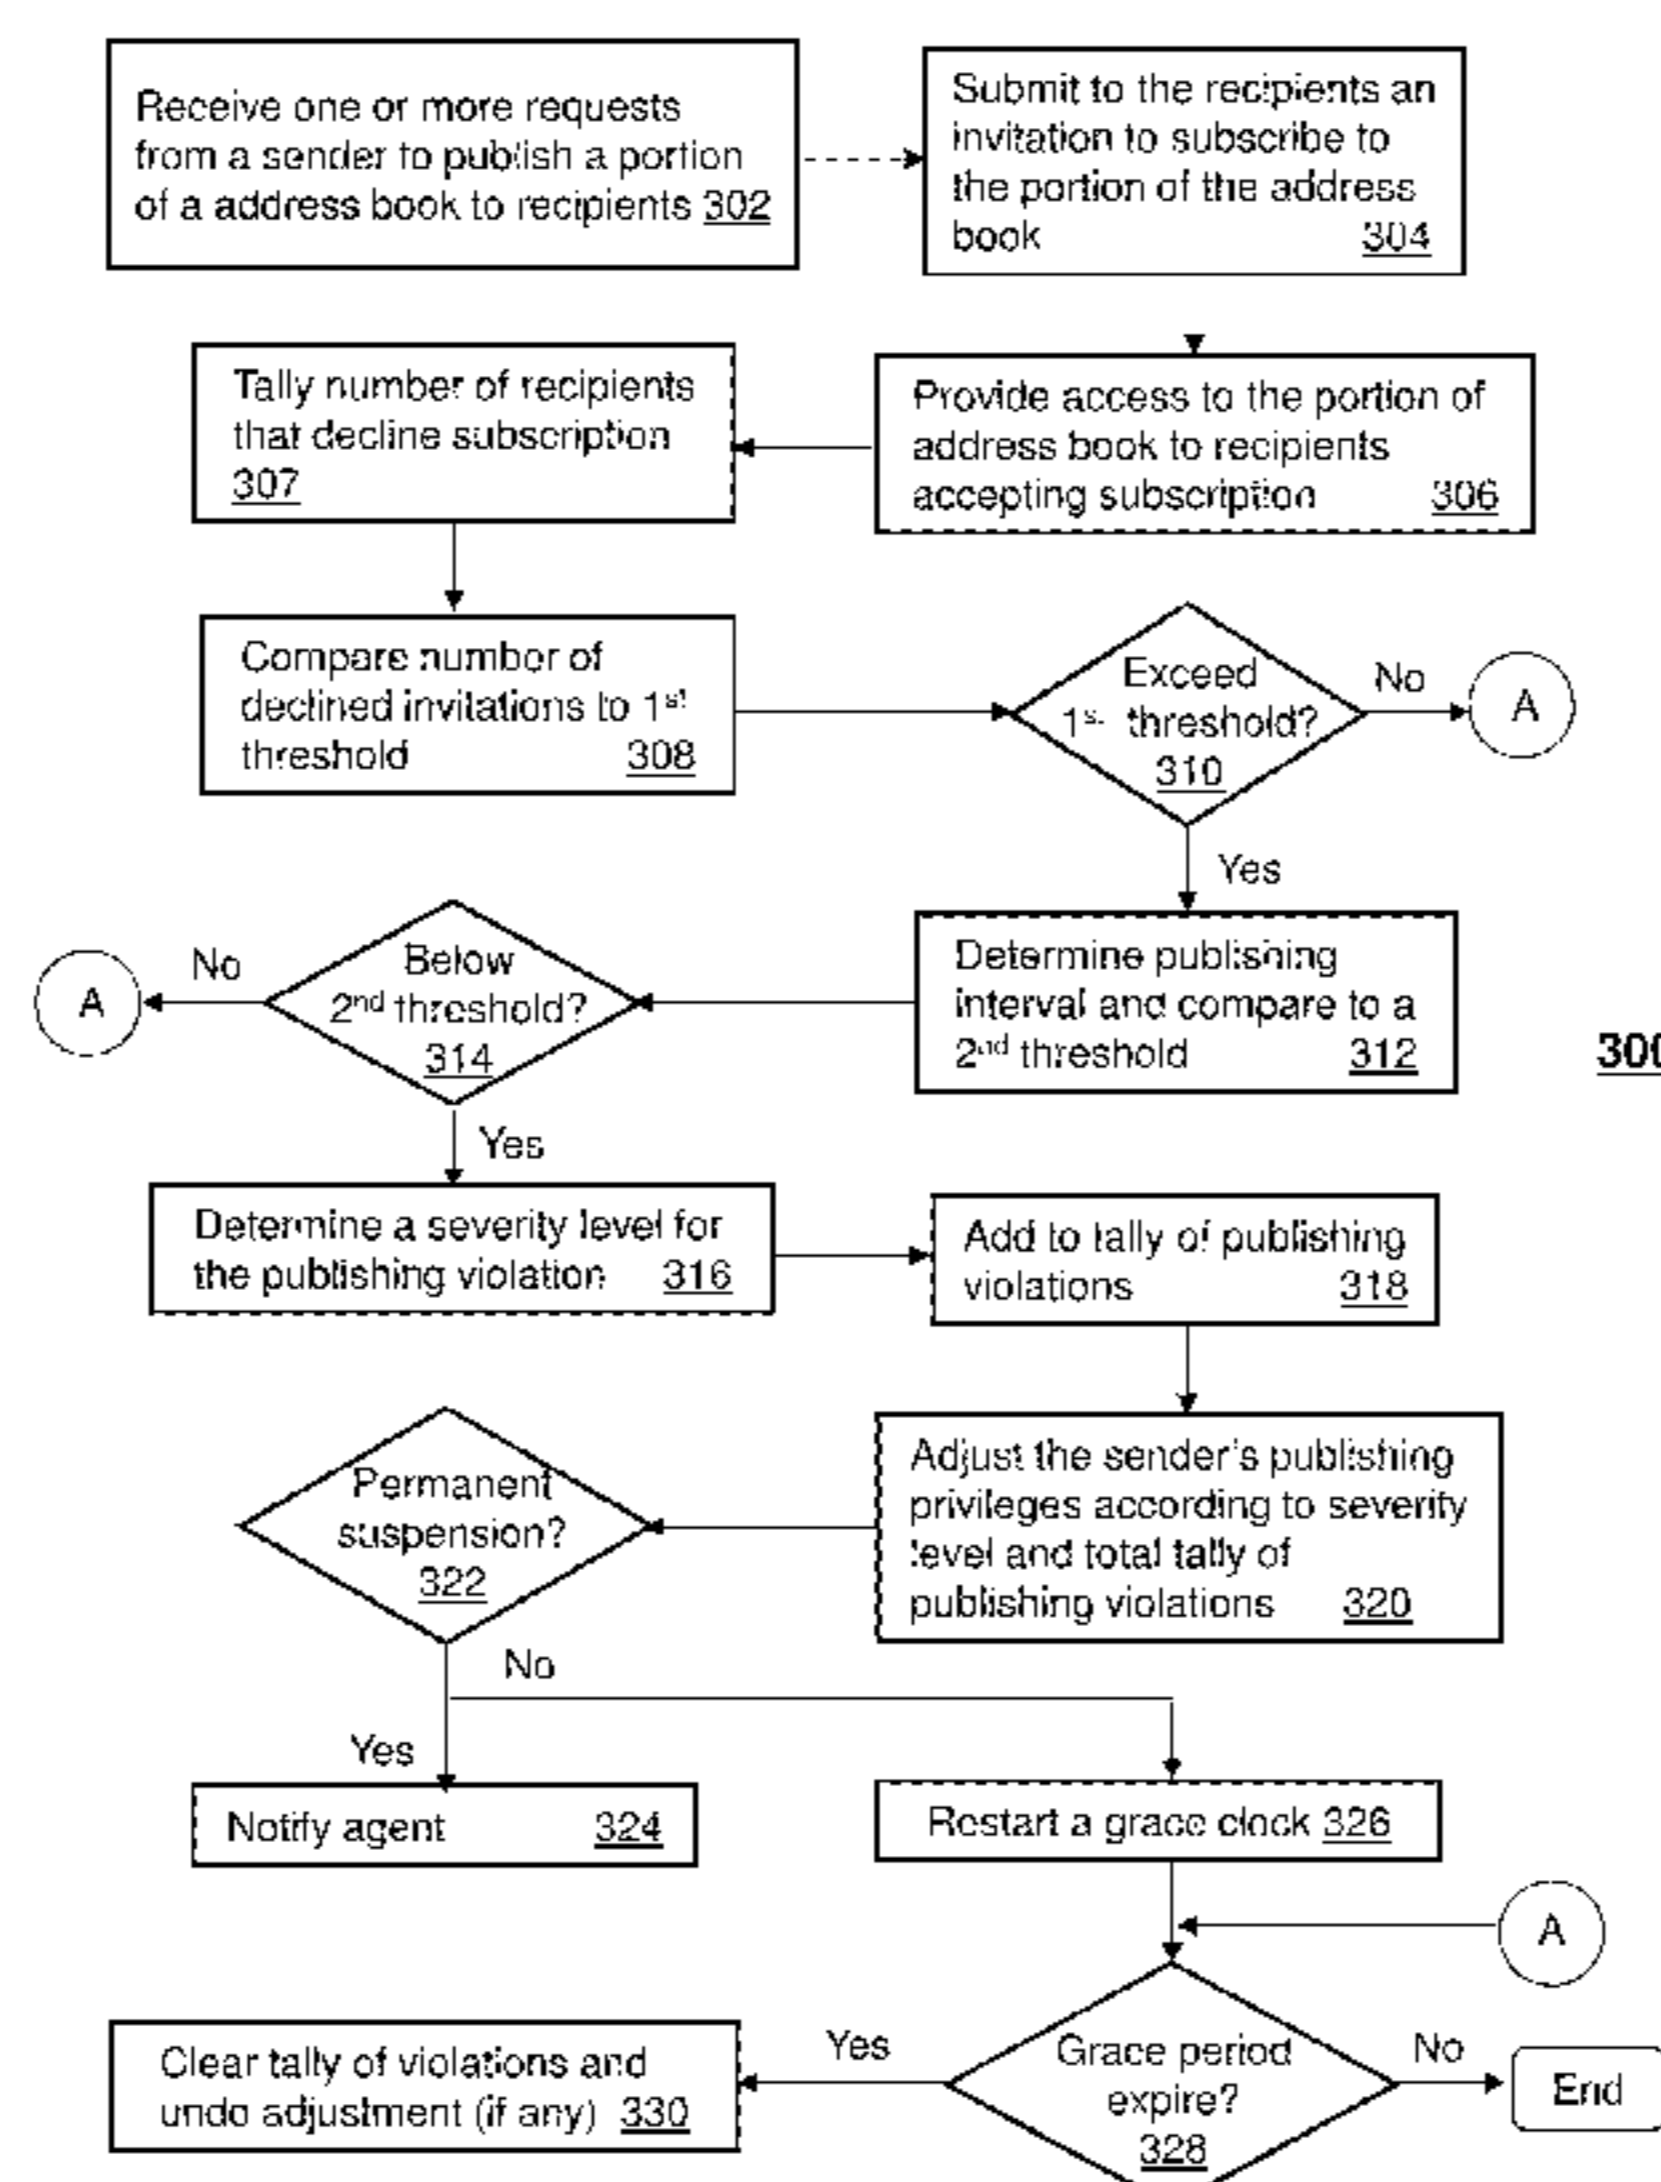 Receive one or more requests
from a sender to publish a portion
of a address book to recipients 302
Submit to the recipients an
invitation to subscribe to
the portion of the address
book 304
Provide access to the portion of
address book to recipients
accepting subscription 306
Tally number of recipients
that decline subscription
307
Compare number of
declined invitations to 1st
threshold 308
Exceed
1st threshold?
310
No
A
Yes
Determine publishing
interval and compare to a
2nd threshold 312
Below
2nd threshold?
314
No
A
300
Yes
Determine a severity level for
the publishing violation 316
Add to tally of publishing
violations 318
Adjust the sender's publishing
privileges according to severity
level and total tally of
publishing violations 320
Permanent
suspension?
322
No
Yes
Notify agent 324
Restart a grace clock 326
A
Grace period
expire?
328
Yes
No
Clear tally of violations and
undo adjustment (if any) 330
End